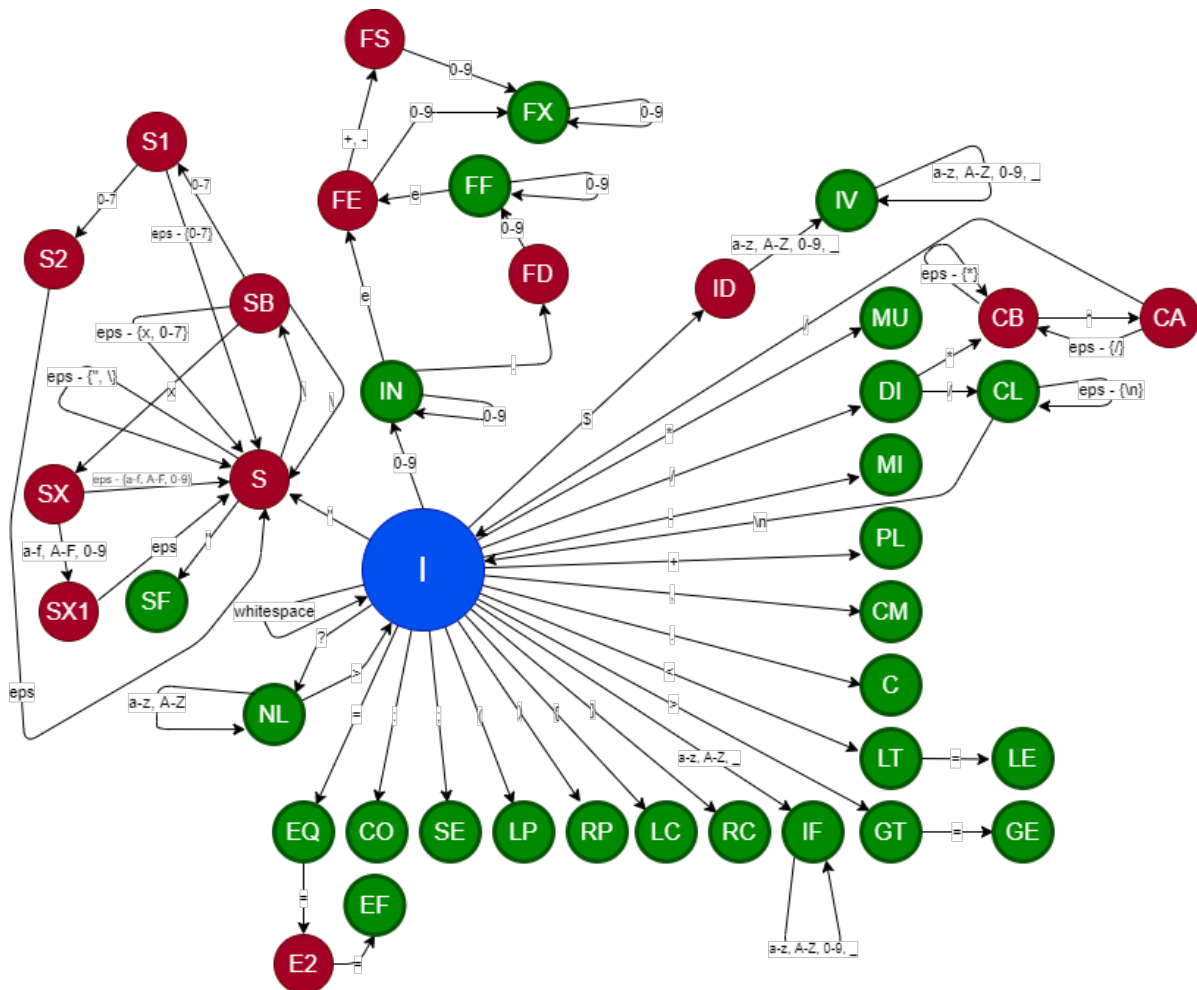 FS
0-9
FX
0-9
0-9
+, -
S1
0-7
0-7
FE
e
FF
0-9
IV
a-z, A-Z, 0-9, _
eps - {0-7}
0-9
a-z, A-Z, 0-9, _
S2
SB
FD
ID
eps - {*}
CB
*
CA
eps - {/}
MU
/
e
eps - {x, 0-7}
.
*
eps - {", \}
x
\
\
IN
0-9
DI
/
CL
eps - {\n}
$
*
0-9
SX
eps - {a-f, A-F, 0-9}
S
/
MI
"
\n
-
a-f, A-F, 0-9
eps
"
I
PL
+
SX1
SF
whitespace
CM
?
.
C
eps
>
<
a-z, A-Z
NL
=
>
LT
=
LE
a-z, A-Z, _
EQ
CO
SE
LP
RP
LC
RC
IF
GT
=
GE
=
EF
a-z, A-Z, 0-9, _
E2
=